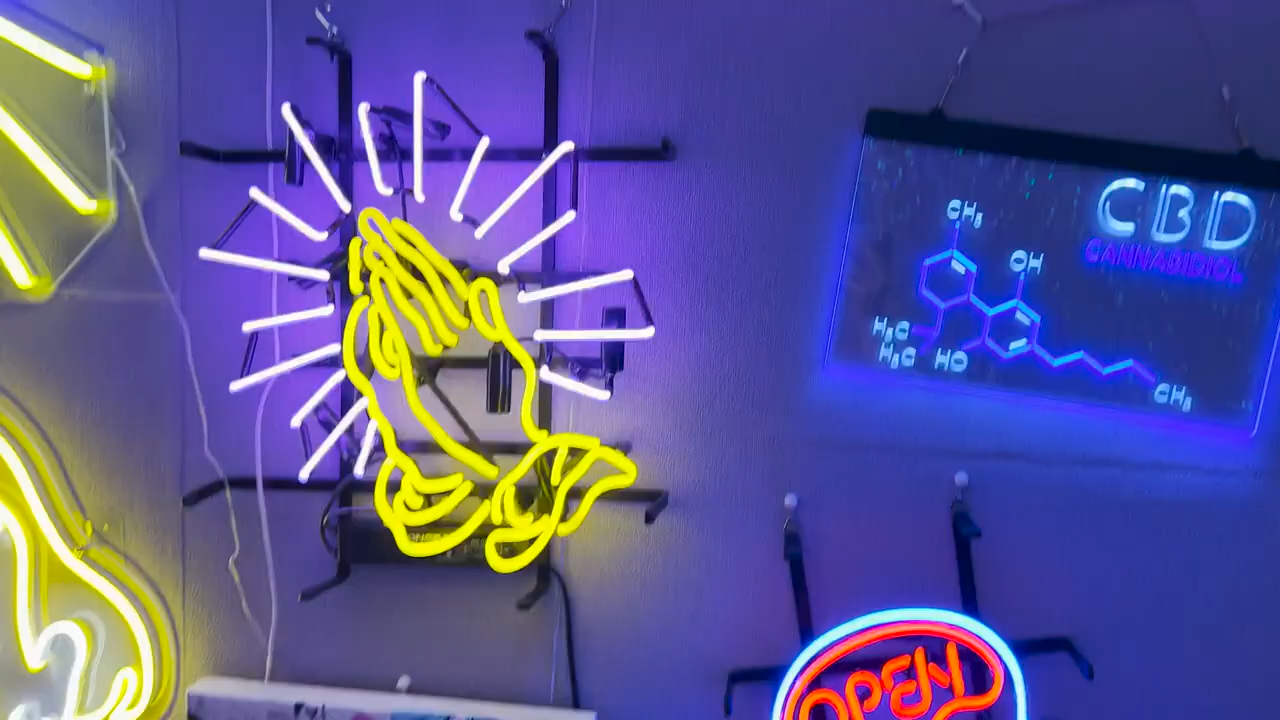 CBD
CANNABIDIOL
CH₃
OH
H₃C
H₃C
HO
CH₃
OPEN